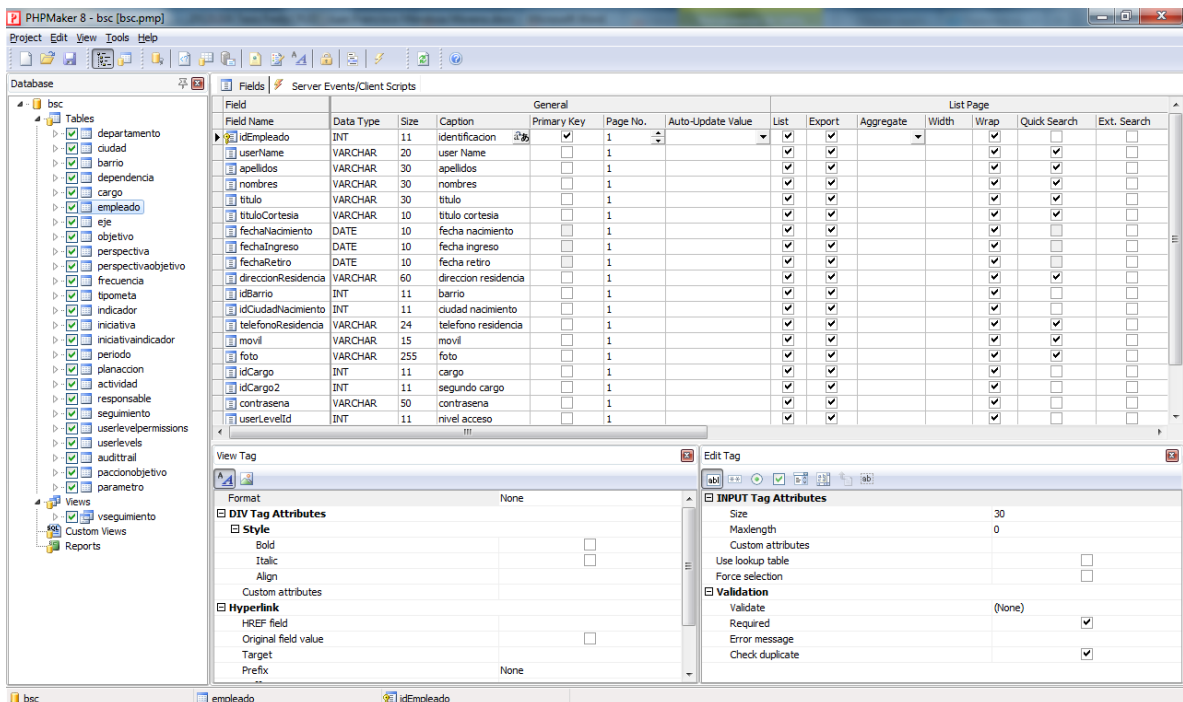 PHPMaker 8 - bsc [bsc.pmp]
Project Edit View Tools Help
Database
bsc
Tables
departamento
ciudad
barrio
dependencia
cargo
empleado
eje
objetivo
perspectiva
perspectivaobjetivo
frecuencia
tipometa
indicador
iniciativa
iniciativaindicador
periodo
planaccion
actividad
responsable
seguimiento
userlevelpermissions
userlevels
audittrail
paccionobjetivo
parametro
Views
vseguimiento
Custom Views
Reports
Fields Server Events/Client Scripts
Field General List Page
Field Name Data Type Size Caption Primary Key Page No. Auto-Update Value List Export Aggregate Width Wrap Quick Search Ext. Search
idEmpleado INT 11 identificacion 1
userName VARCHAR 20 user Name 1
apellidos VARCHAR 30 apellidos 1
nombres VARCHAR 30 nombres 1
titulo VARCHAR 30 titulo 1
tituloCortesia VARCHAR 10 titulo cortesia 1
fechaNacimiento DATE 10 fecha nacimiento 1
fechaIngreso DATE 10 fecha ingreso 1
fechaRetiro DATE 10 fecha retiro 1
direccionResidencia VARCHAR 60 direccion residencia 1
idBarrio INT 11 barrio 1
idCiudadNacimiento INT 11 ciudad nacimiento 1
telefonoResidencia VARCHAR 24 telefono residencia 1
movil VARCHAR 15 movil 1
foto VARCHAR 255 foto 1
idCargo INT 11 cargo 1
idCargo2 INT 11 segundo cargo 1
contrasena VARCHAR 50 contrasena 1
userLevelId INT 11 nivel acceso 1
View Tag
Format None
DIV Tag Attributes
Style
Bold
Italic
Align
Custom attributes
Hyperlink
HREF field
Original field value
Target
Prefix None
Edit Tag
INPUT Tag Attributes
Size 30
Maxlength 0
Custom attributes
Use lookup table
Force selection
Validation
Validate (None)
Required
Error message
Check duplicate
bsc empleado idEmpleado